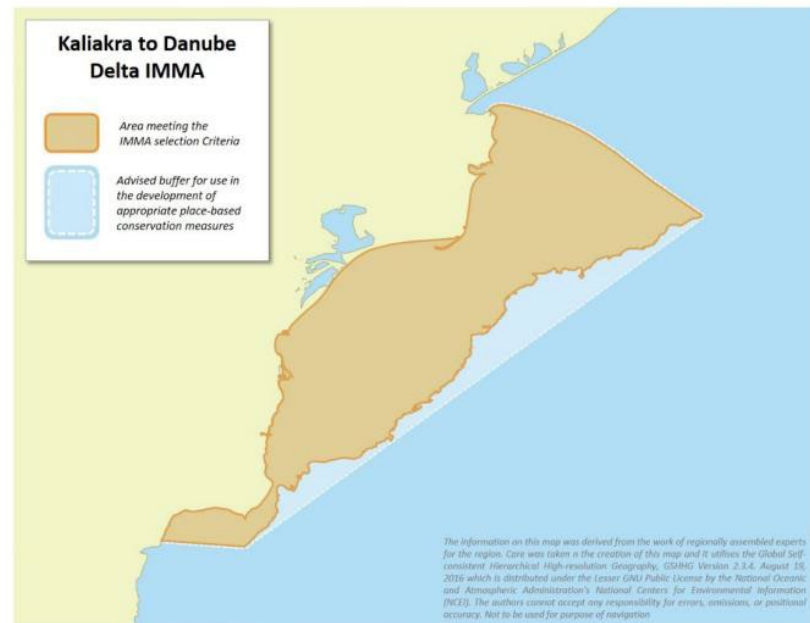 Kaliakra to Danube
Delta IMMA
Area meeting the
IMMA selection Criteria
Advised buffer for use in
the development of
appropriate place-based
conservation measures
The information on this map was derived from the work of regionally assembled experts
for the region. Care was taken n the creation of this map and it utilises the Global Self-
consistent Hierarchical High-resolution Geography, GSHHG Version 2.3.4. August 19,
2016 which is distributed under the Lesser GNU Public License by the National Oceanic
and Atmospheric Administration's National Centers for Environmental Information
(NCEI). The authors cannot accept any responsibility for errors, omissions, or positional
accuracy. Not to be used for purpose of navigation